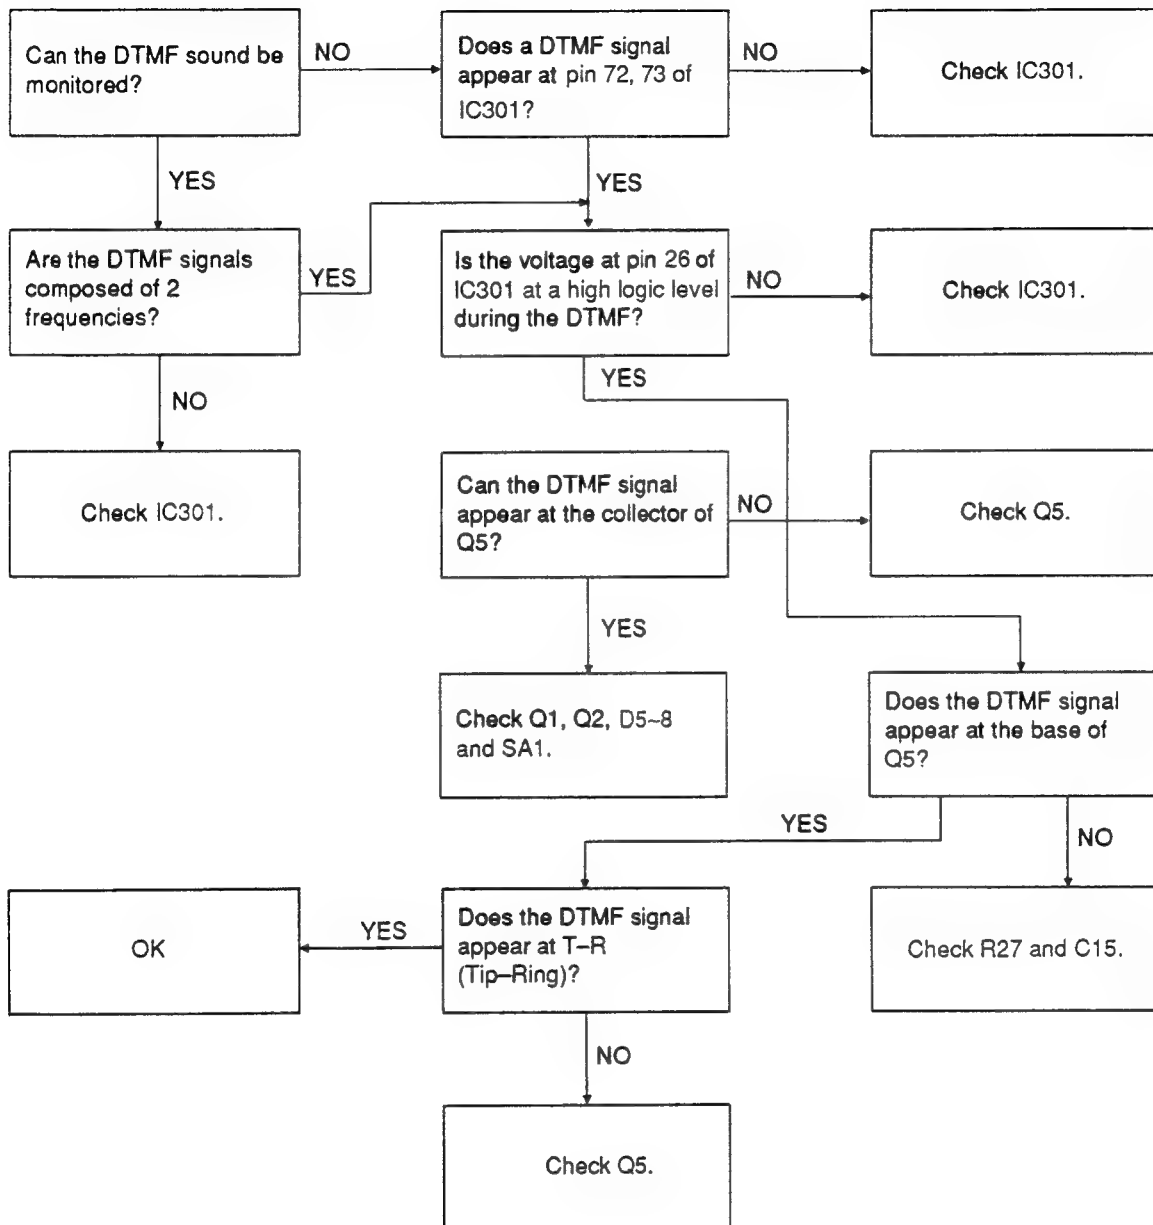 Can the DTMF sound be
monitored?
NO
Does a DTMF signal
appear at pin 72, 73 of
IC301?
NO
Check IC301.
YES
YES
Are the DTMF signals
composed of 2
frequencies?
YES
Is the voltage at pin 26 of
IC301 at a high logic level
during the DTMF?
NO
Check IC301.
NO
YES
Check IC301.
Can the DTMF signal
appear at the collector of
Q5?
NO
Check Q5.
YES
Check Q1, Q2, D5~8
and SA1.
Does the DTMF signal
appear at the base of
Q5?
YES
NO
OK
YES
Does the DTMF signal
appear at T–R
(Tip–Ring)?
Check R27 and C15.
NO
Check Q5.